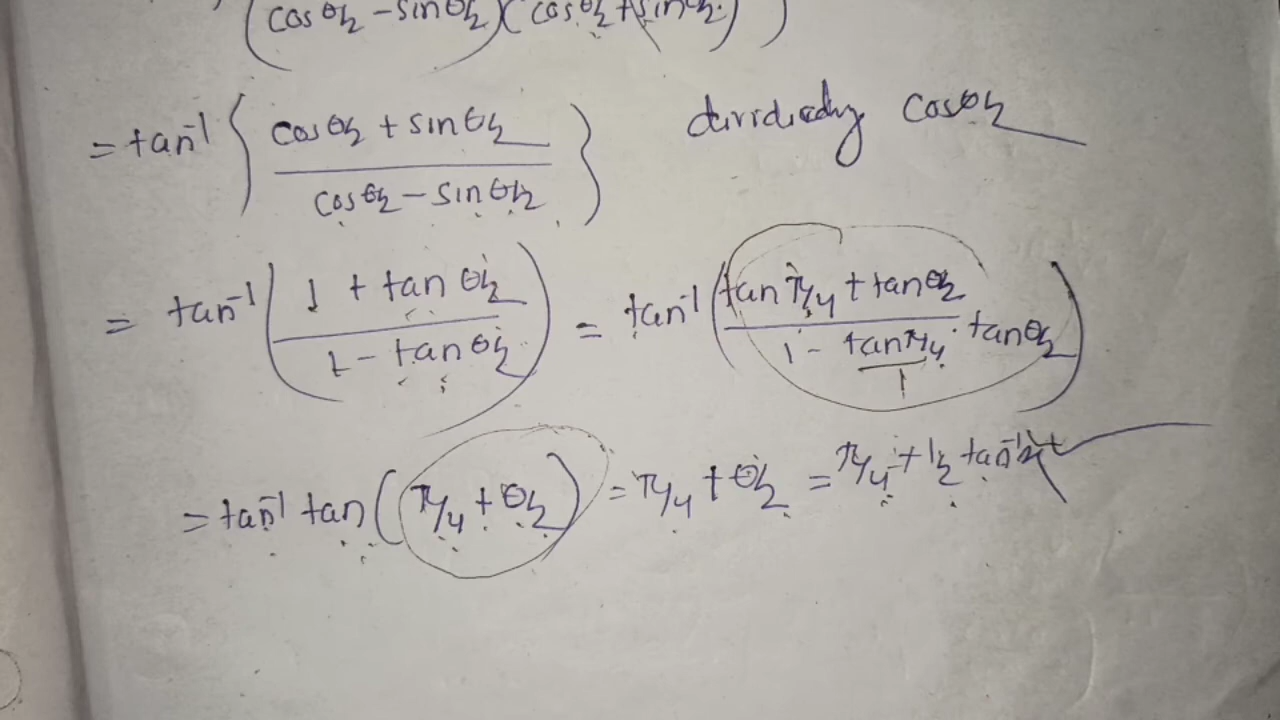 (cos θ/2 - sin θ/2)(cos θ/2 + sin θ/2))
= tan⁻¹ { (cos θ/2 + sin θ/2) / (cos θ/2 - sin θ/2) } cos θ/2
= tan⁻¹ ( (1 + tan θ/2) / (1 - tan θ/2) ) = tan⁻¹ ( (tan π/4 + tan θ/2) / (1 - tan π/4 · tan θ/2) )
1
= tan⁻¹ tan (π/4 + θ/2) = π/4 + θ/2 = π/4 + 1/2 tan⁻¹